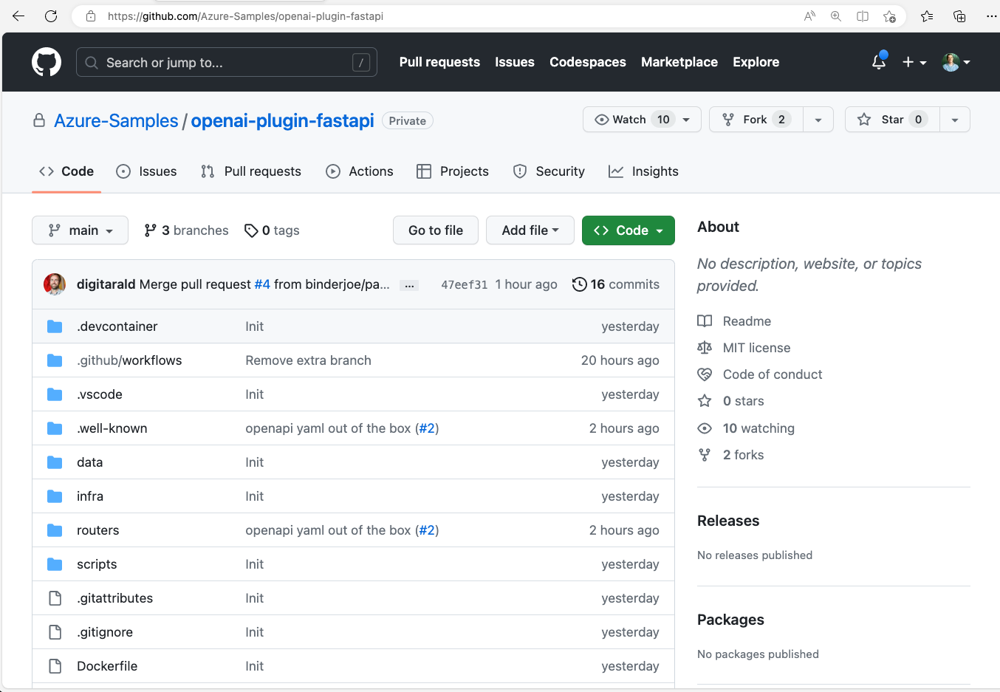 https://github.com/Azure-Samples/openai-plugin-fastapi
Search or jump to... /
Pull requests Issues Codespaces Marketplace Explore
Azure-Samples / openai-plugin-fastapi Private
Watch 10 Fork 2 Star 0
Code Issues Pull requests Actions Projects Security Insights
main 3 branches 0 tags Go to file Add file Code
digitarald Merge pull request #4 from binderjoe/pa... ... 47eef31 1 hour ago 16 commits
.devcontainer Init yesterday
.github/workflows Remove extra branch 20 hours ago
.vscode Init yesterday
.well-known openapi yaml out of the box (#2) 2 hours ago
data Init yesterday
infra Init yesterday
routers openapi yaml out of the box (#2) 2 hours ago
scripts Init yesterday
.gitattributes Init yesterday
.gitignore Init yesterday
Dockerfile Init yesterday
About
No description, website, or topics
provided.
Readme
MIT license
Code of conduct
0 stars
10 watching
2 forks
Releases
No releases published
Packages
No packages published